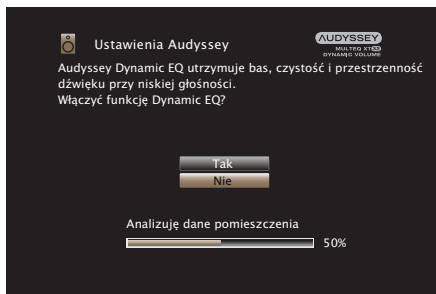 Ustawienia Audyssey
AUDYSSEY
MULTEQ XT32
DYNAMIC VOLUME
Audyssey Dynamic EQ utrzymuje bas, czystość i przestrzenność
dźwięku przy niskiej głośności.
Włączyć funkcję Dynamic EQ?
Tak
Nie
Analizuję dane pomieszczenia
50%